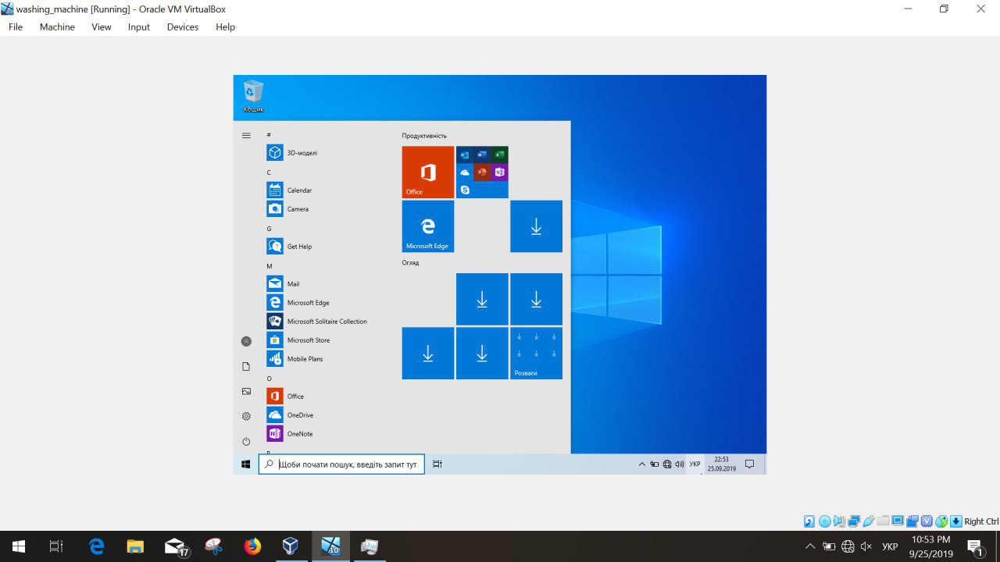 washing_machine [Running] - Oracle VM VirtualBox
File Machine View Input Devices Help
Кошик
#
3D-моделі
C
Calendar
Camera
G
Get Help
M
Mail
Microsoft Edge
Microsoft Solitaire Collection
Microsoft Store
Mobile Plans
O
Office
OneDrive
OneNote
Продуктивність
Office
Microsoft Edge
Огляд
Розваги
Щоби почати пошук, введіть запит тут
УКР
22:53
25.09.2019
Right Ctrl
17
10
УКР
10:53 PM
9/25/2019
1